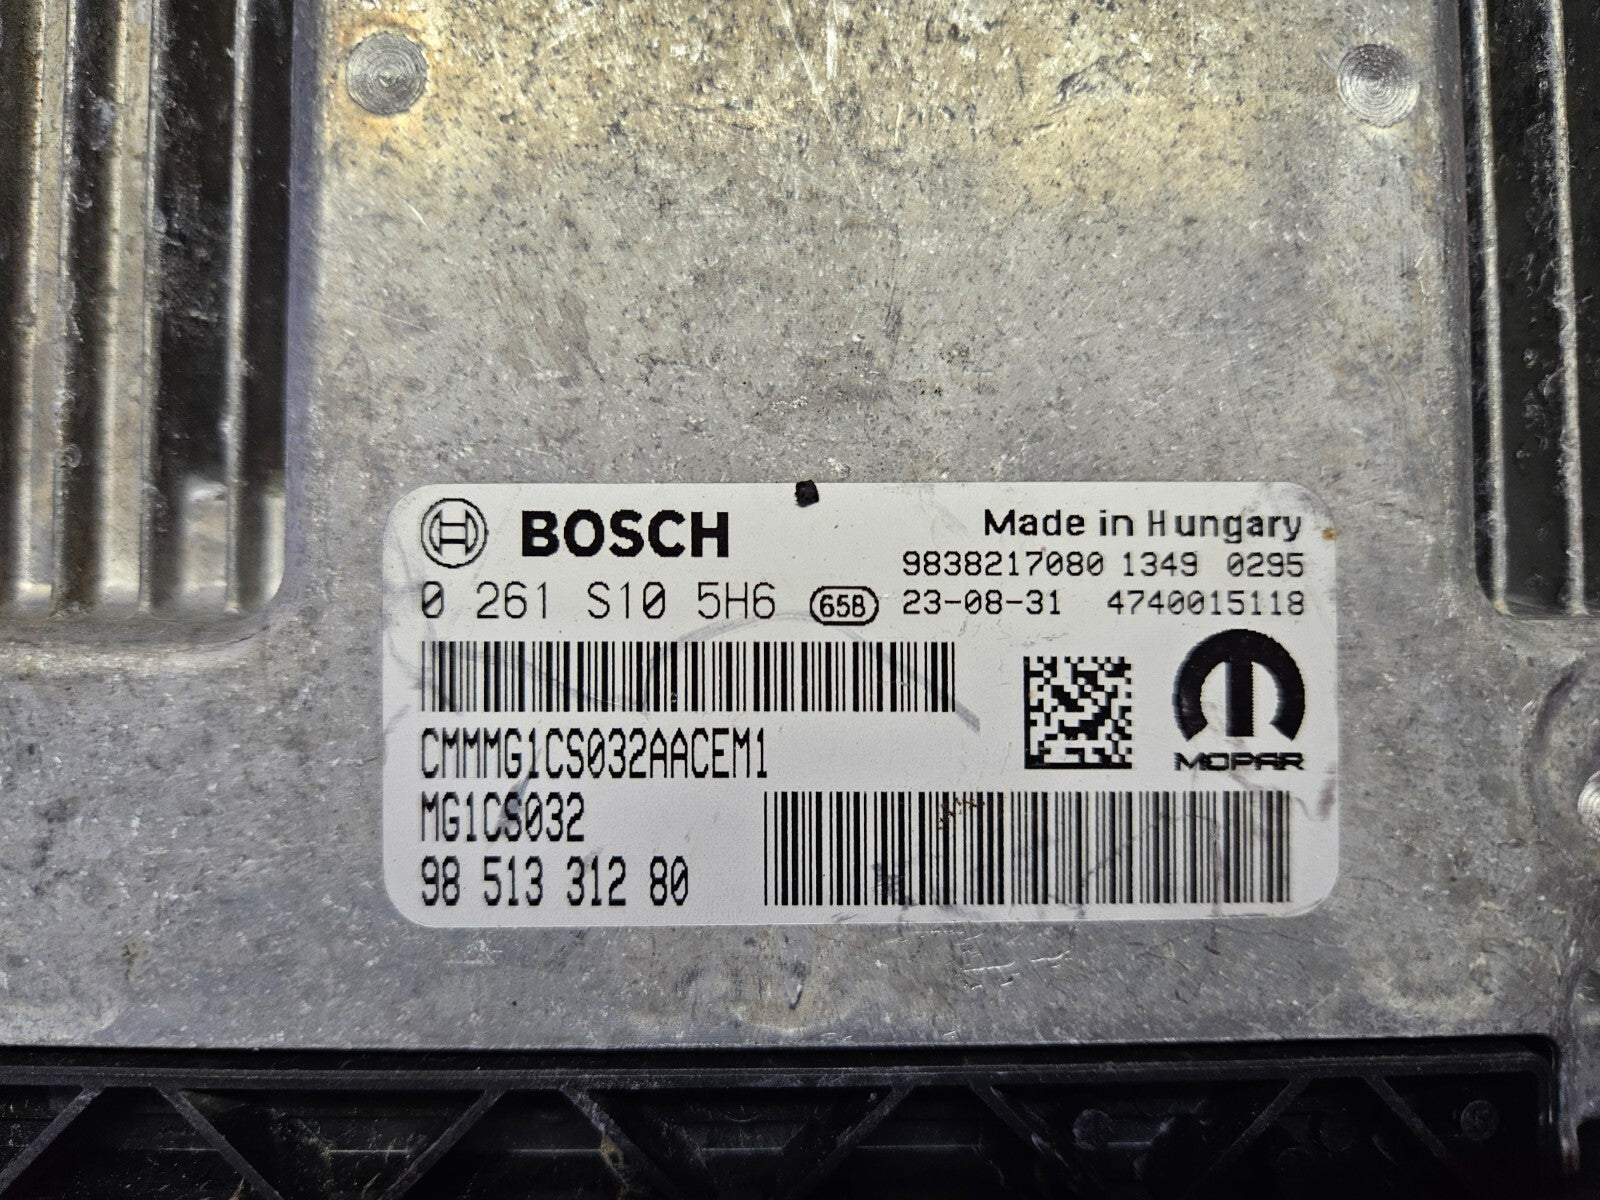 BOSCH
Made in Hungary
9838217080 1349 0295
0 261 S10 5H6 65B 23-08-31 4740015118
CMMMG1CS032AACEM1
MOPAR
MG1CS032
98 513 312 80